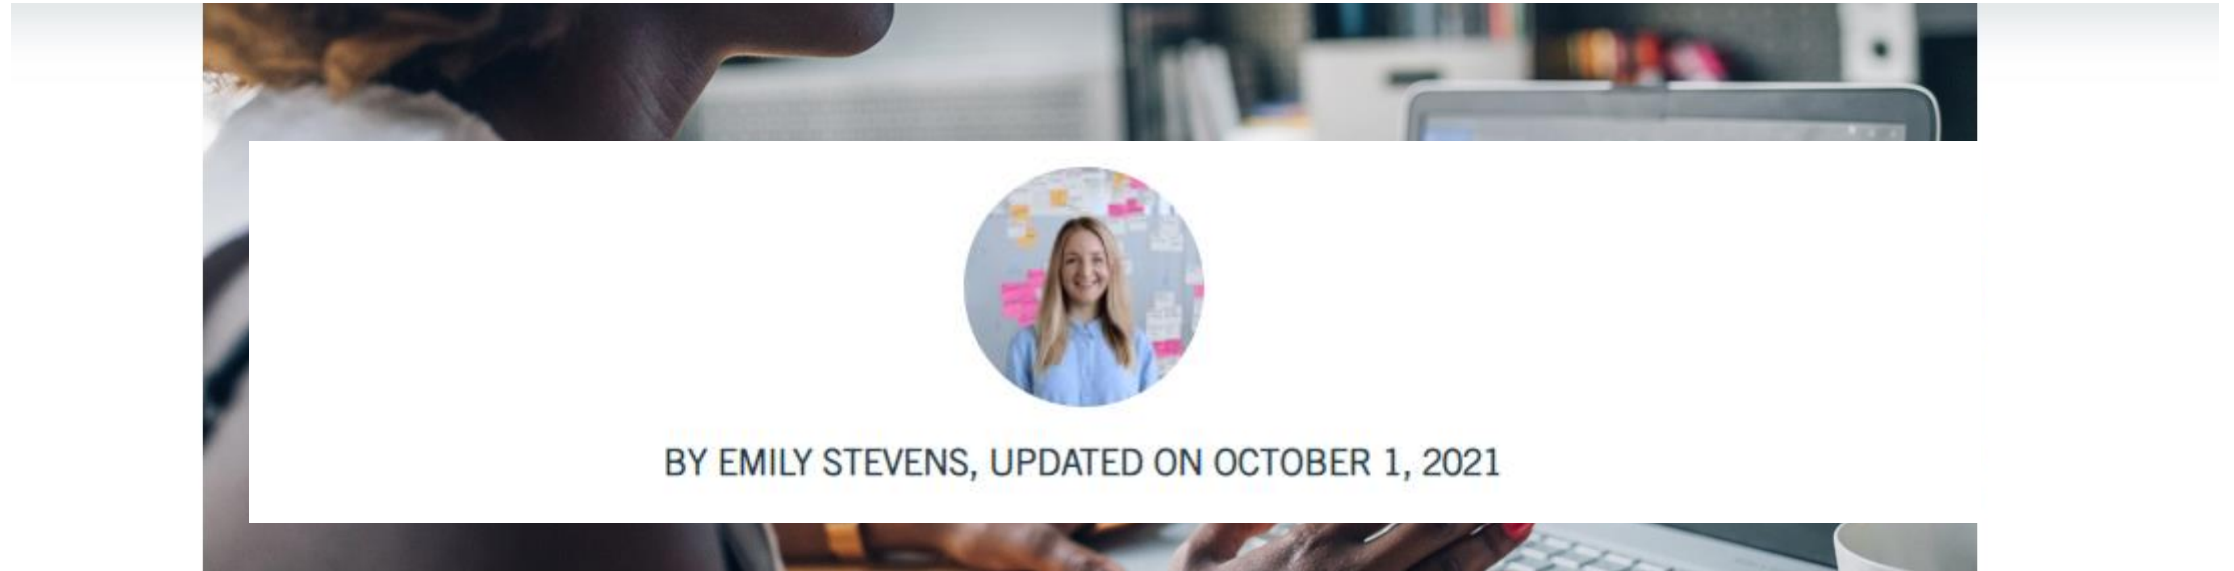 BY EMILY STEVENS, UPDATED ON OCTOBER 1, 2021